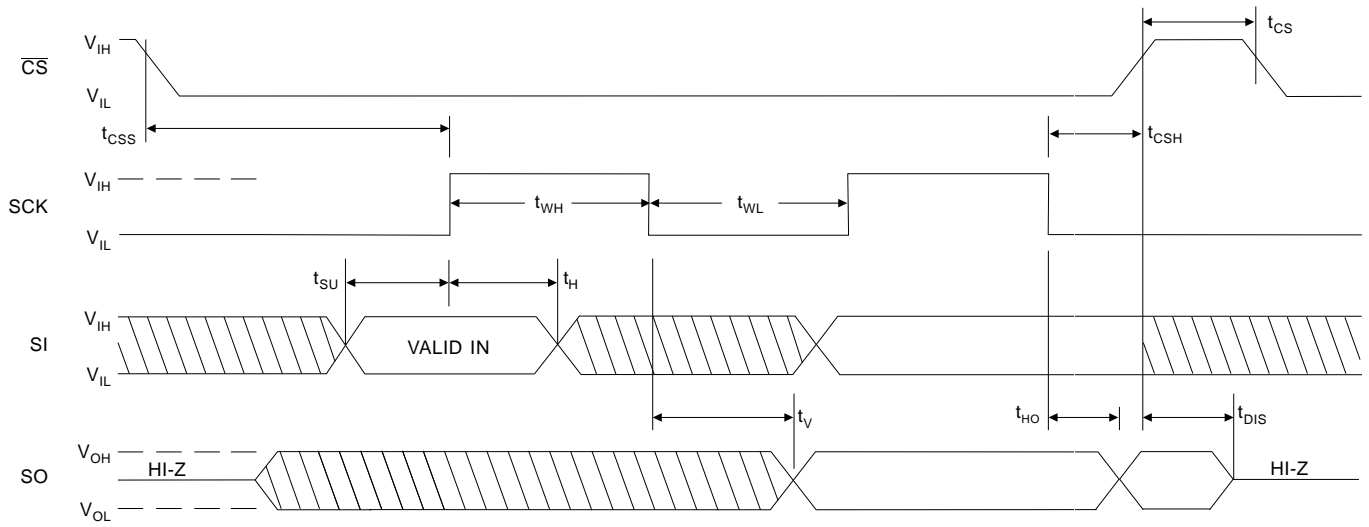 t_CS
V_IH
C̅S̅
V_IL
t_CSS
t_CSH
V_IH
SCK
t_WH
t_WL
V_IL
t_SU
t_H
V_IH
SI
VALID IN
V_IL
t_V
t_HO
t_DIS
V_OH
HI-Z
HI-Z
SO
V_OL